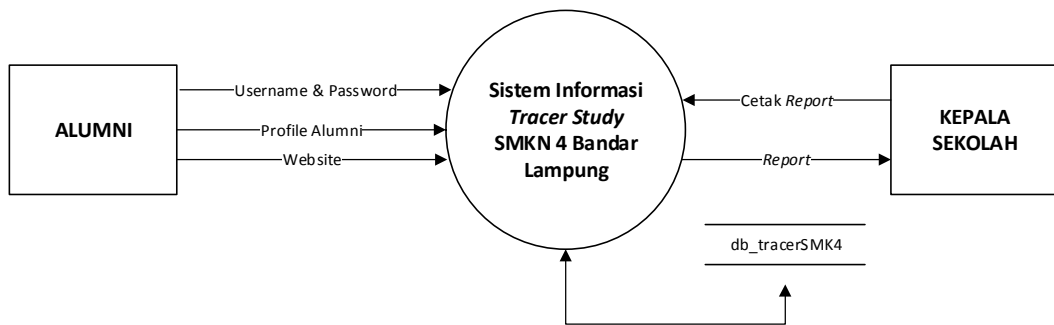 ALUMNI
Username & Password
Profile Alumni
Website
Sistem Informasi
Tracer Study
SMKN 4 Bandar
Lampung
Cetak Report
Report
KEPALA
SEKOLAH
db_tracerSMK4